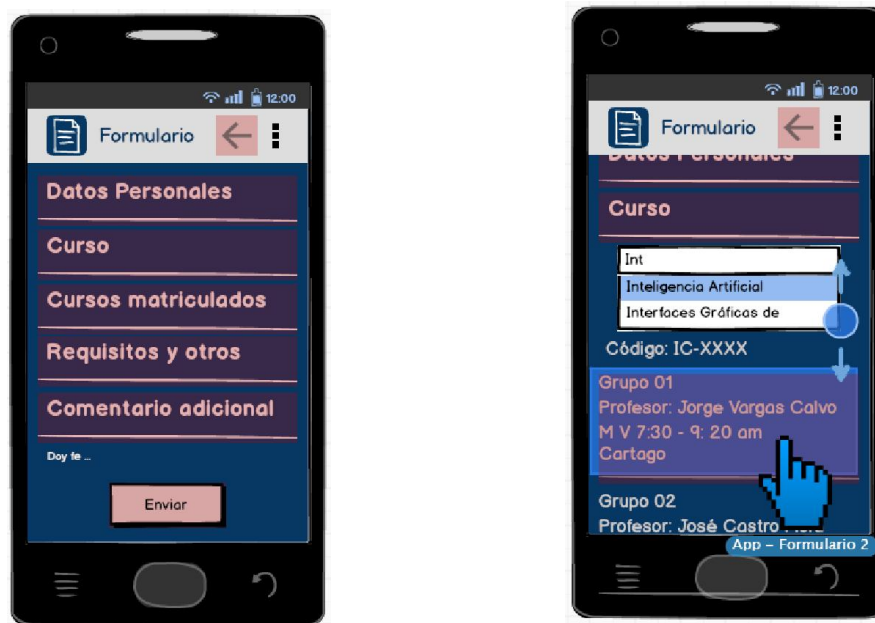 12:00
Formulario
Datos Personales
Curso
Cursos matriculados
Requisitos y otros
Comentario adicional
Doy fe ...
Enviar
12:00
Formulario
Datos Personales
Curso
Int
Inteligencia Artificial
Interfaces Gráficas de
Código: IC-XXXX
Grupo 01
Profesor: Jorge Vargas Calvo
M V 7:30 - 9: 20 am
Cartago
Grupo 02
Profesor: José Castro
App – Formulario 2